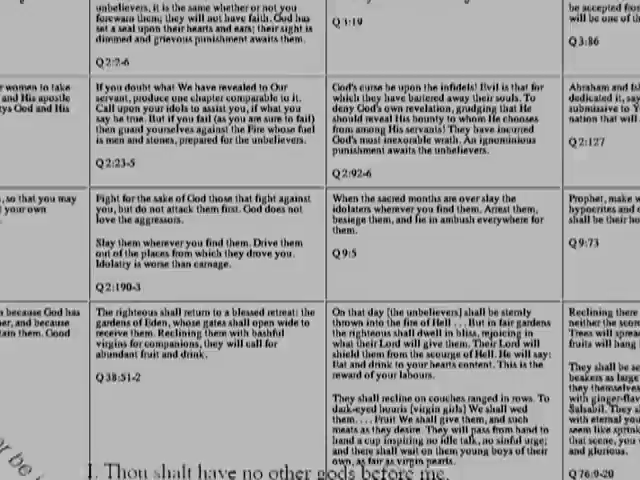 unbelievers, it is the same whether or not you
forewarn them; they will not have faith. God has
set a seal upon their hearts and ears; their sight is
dimmed and grievous punishment awaits them.
Q 2:2-6
Q 3:19
be accepted from
will be one of th
Q 3:86
r women to take
and His apostle
ys God and His
If you doubt what We have revealed to Our
servant, produce one chapter comparable to it.
Call upon your idols to assist you, if what you
say be true. But if you fail (as you are sure to fail)
then guard yourselves against the Fire whose fuel
is men and stones, prepared for the unbelievers.
Q 2:23-5
God's curse be upon the infidels! Evil is that for
which they have bartered away their souls. To
deny God's own revelation, grudging that He
should reveal His bounty to whom He chooses
from among His servants! They have incurred
God's most inexorable wrath. An ignominious
punishment awaits the unbelievers.
Q 2:92-6
Abraham and Ish
dedicated it, say
submissive to Y
nation that will
Q 2:127
, so that you may
t your own
Fight for the sake of God those that fight against
you, but do not attack them first. God does not
love the aggressors.
Slay them wherever you find them. Drive them
out of the places from which they drove you.
Idolatry is worse than carnage.
Q 2:190-3
When the sacred months are over slay the
idolaters wherever you find them. Arrest them,
besiege them, and lie in ambush everywhere for
them.
Q 9:5
Prophet, make w
hypocrites and d
shall be their ho
Q 9:73
n because God has
er, and because
tain them. Good
The righteous shall return to a blessed retreat: the
gardens of Eden, whose gates shall open wide to
receive them. Reclining them with bashful
virgins for companions, they will call for
abundant fruit and drink.
Q 38:51-2
On that day [the unbelievers] shall be sternly
thrown into the fire of Hell . . . But in fair gardens
the righteous shall dwell in bliss, rejoicing in
what their Lord will give them. Their Lord will
shield them from the scourge of Hell. He will say:
Eat and drink to your hearts content. This is the
reward of your labours.
They shall recline on couches ranged in rows. To
dark-eyed houris [virgin girls] We shall wed
them. . . . Fruit We shall give them, and such
meats as they desire. They will pass from hand to
hand a cup inspiring no idle talk, no sinful urge;
and there shall wait on them young boys of their
own, as fair as virgin pearls.
Reclining there
neither the scor
Trees will spread
fruits will hang
They shall be se
beakers as large
they themselves
with ginger-flav
Salsabil. They s
with eternal you
seem like sprink
that scene, you
and glorious.
Q 76:9-20
or be
I. Thou shalt have no other gods before me.